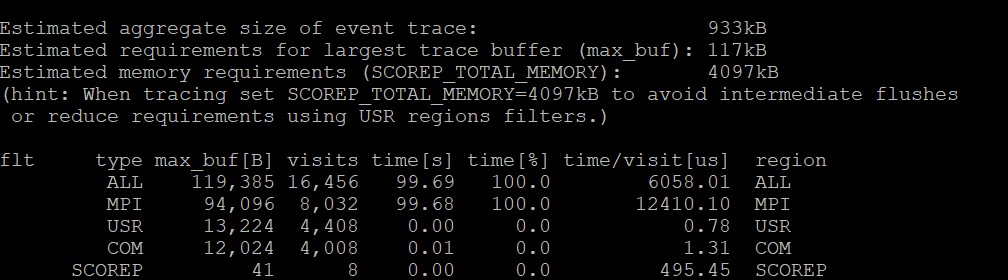 Estimated aggregate size of event trace: 933kB
Estimated requirements for largest trace buffer (max_buf): 117kB
Estimated memory requirements (SCOREP_TOTAL_MEMORY): 4097kB
(hint: When tracing set SCOREP_TOTAL_MEMORY=4097kB to avoid intermediate flushes
or reduce requirements using USR regions filters.)
flt type max_buf[B] visits time[s] time[%] time/visit[us] region
ALL 119,385 16,456 99.69 100.0 6058.01 ALL
MPI 94,096 8,032 99.68 100.0 12410.10 MPI
USR 13,224 4,408 0.00 0.0 0.78 USR
COM 12,024 4,008 0.01 0.0 1.31 COM
SCOREP 41 8 0.00 0.0 495.45 SCOREP